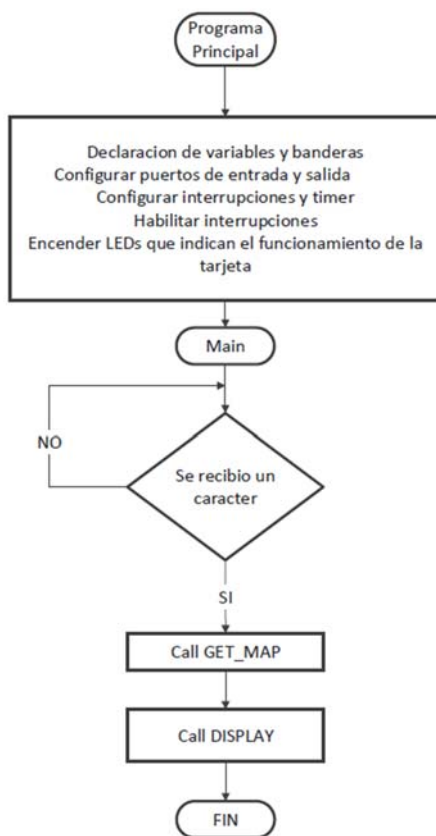 Programa
Principal
Declaracion de variables y banderas
Configurar puertos de entrada y salida
Configurar interrupciones y timer
Habilitar interrupciones
Encender LEDs que indican el funcionamiento de la
tarjeta
Main
NO
Se recibio un
caracter
SI
Call GET_MAP
Call DISPLAY
FIN